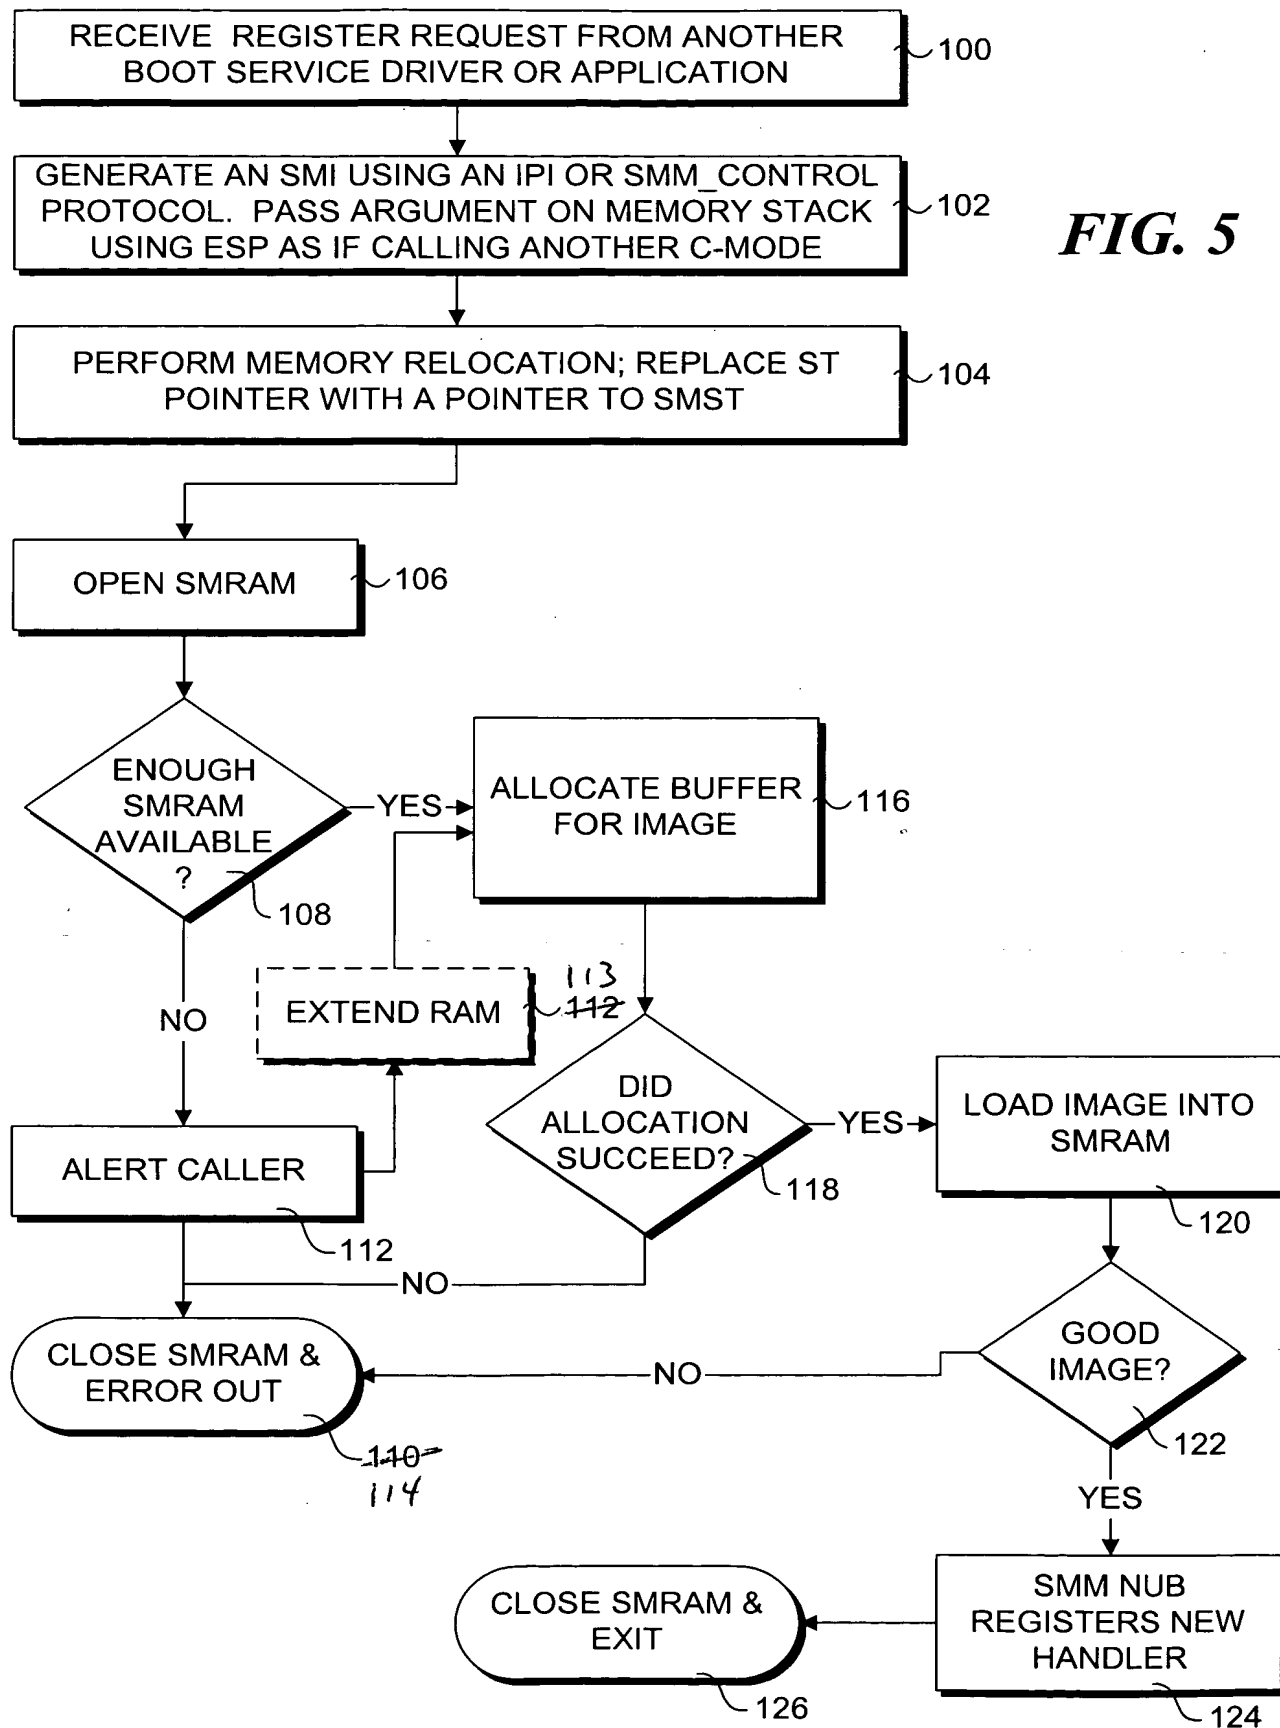 RECEIVE REGISTER REQUEST FROM ANOTHER
BOOT SERVICE DRIVER OR APPLICATION
100
GENERATE AN SMI USING AN IPI OR SMM_CONTROL
PROTOCOL. PASS ARGUMENT ON MEMORY STACK
USING ESP AS IF CALLING ANOTHER C-MODE
102
FIG. 5
PERFORM MEMORY RELOCATION; REPLACE ST
POINTER WITH A POINTER TO SMST
104
OPEN SMRAM
106
ENOUGH
SMRAM
AVAILABLE
?
108
YES
ALLOCATE BUFFER
FOR IMAGE
116
NO
EXTEND RAM
113
112
DID
ALLOCATION
SUCCEED?
118
YES
LOAD IMAGE INTO
SMRAM
120
ALERT CALLER
112
NO
CLOSE SMRAM &
ERROR OUT
110
114
NO
GOOD
IMAGE?
122
YES
SMM NUB
REGISTERS NEW
HANDLER
124
CLOSE SMRAM &
EXIT
126